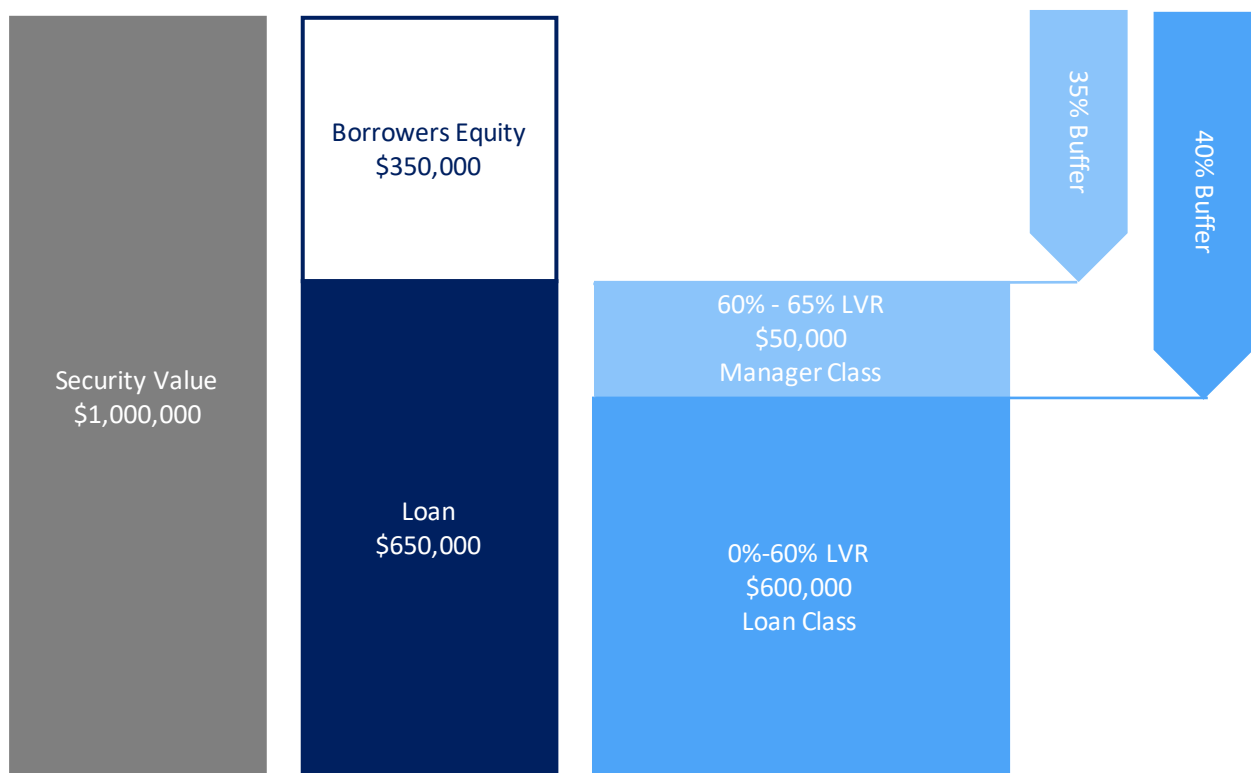 Security Value
$1,000,000
Borrowers Equity
$350,000
Loan
$650,000
60% - 65% LVR
$50,000
Manager Class
0%-60% LVR
$600,000
Loan Class
35% Buffer
40% Buffer